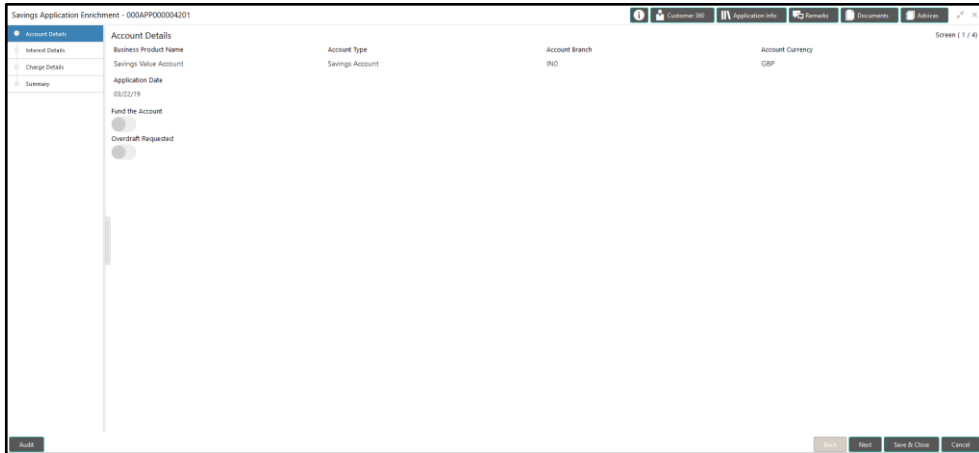 Savings Application Enrichment - 000APP000004201
Customer 360
Application Info
Remarks
Documents
Advices
Account Details
Interest Details
Charge Details
Summary
Account Details
Screen ( 1 / 4)
Business Product Name
Account Type
Account Branch
Account Currency
Savings Value Account
Savings Account
IN0
GBP
Application Date
03/22/19
Fund the Account
Overdraft Requested
Audit
Back
Next
Save & Close
Cancel